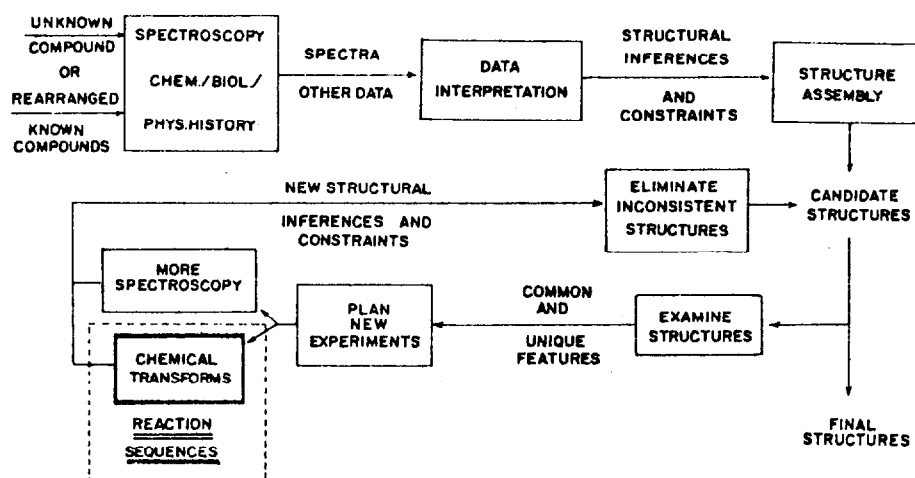 UNKNOWN
COMPOUND
OR
REARRANGED
KNOWN
COMPOUNDS
SPECTROSCOPY
CHEM./BIOL/
PHYS.HISTORY
SPECTRA
OTHER DATA
DATA
INTERPRETATION
STRUCTURAL
INFERENCES
AND
CONSTRAINTS
STRUCTURE
ASSEMBLY
NEW STRUCTURAL
INFERENCES AND
CONSTRAINTS
ELIMINATE
INCONSISTENT
STRUCTURES
CANDIDATE
STRUCTURES
MORE
SPECTROSCOPY
PLAN
NEW
EXPERIMENTS
COMMON
AND
UNIQUE
FEATURES
EXAMINE
STRUCTURES
CHEMICAL
TRANSFORMS
REACTION
SEQUENCES
FINAL
STRUCTURES